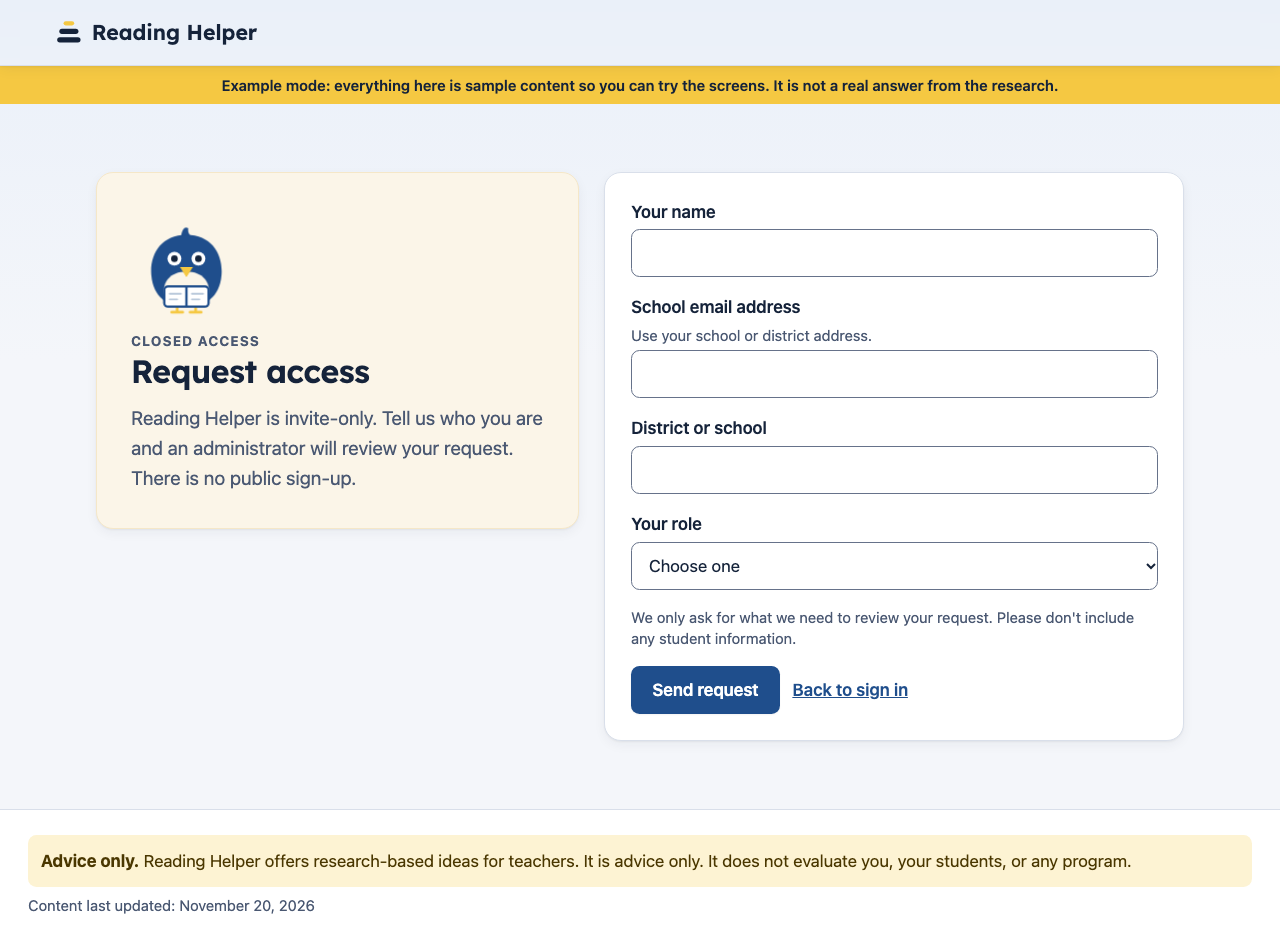 Reading Helper
Example mode: everything here is sample content so you can try the screens. It is not a real answer from the research.
CLOSED ACCESS
Request access
Reading Helper is invite-only. Tell us who you are
and an administrator will review your request.
There is no public sign-up.
Your name
School email address
Use your school or district address.
District or school
Your role
Choose one
We only ask for what we need to review your request. Please don't include
any student information.
Send request
Back to sign in
Advice only. Reading Helper offers research-based ideas for teachers. It is advice only. It does not evaluate you, your students, or any program.
Content last updated: November 20, 2026